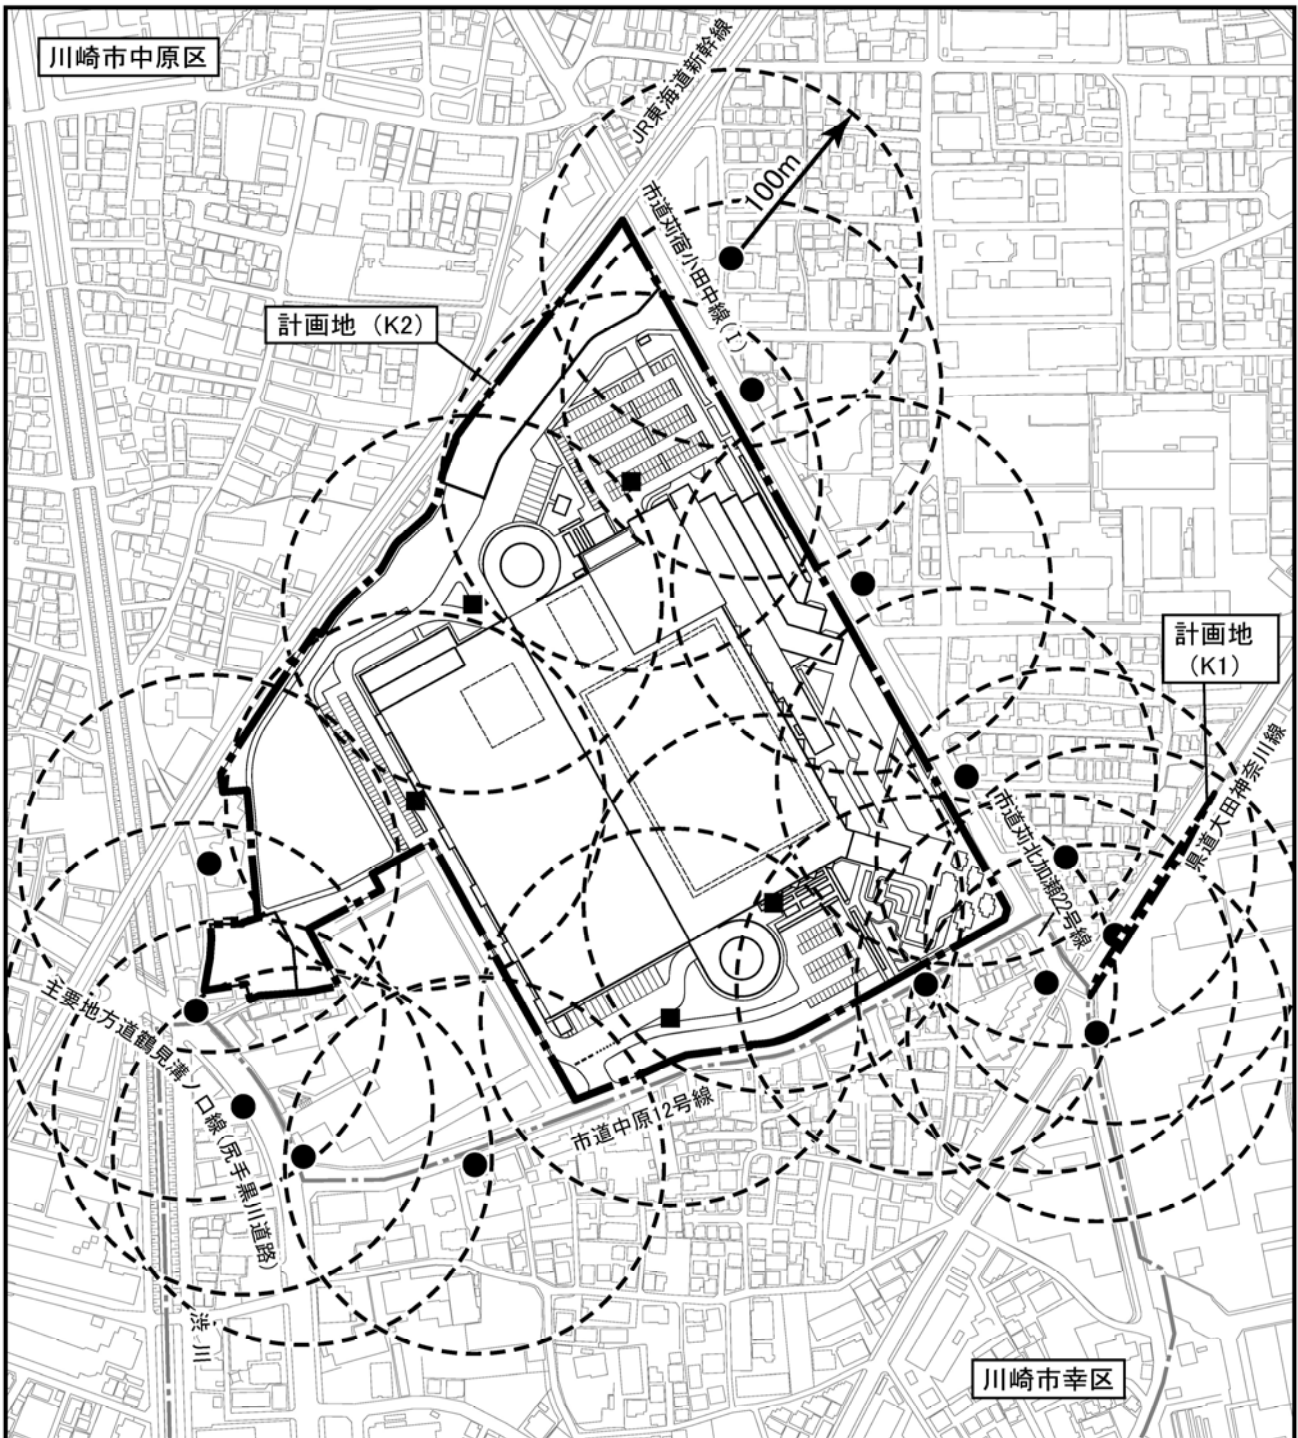 川崎市中原区
JR東海道新幹線
100m
市道苅宿小田中線(Ⅰ)
計画地（K2）
計画地
（K1）
県道大田神奈川線
市道苅北加瀬22号線
主要地方道鶴見溝ノ口線(尻手黒川道路)
市道中原12号線
渋川
川崎市幸区